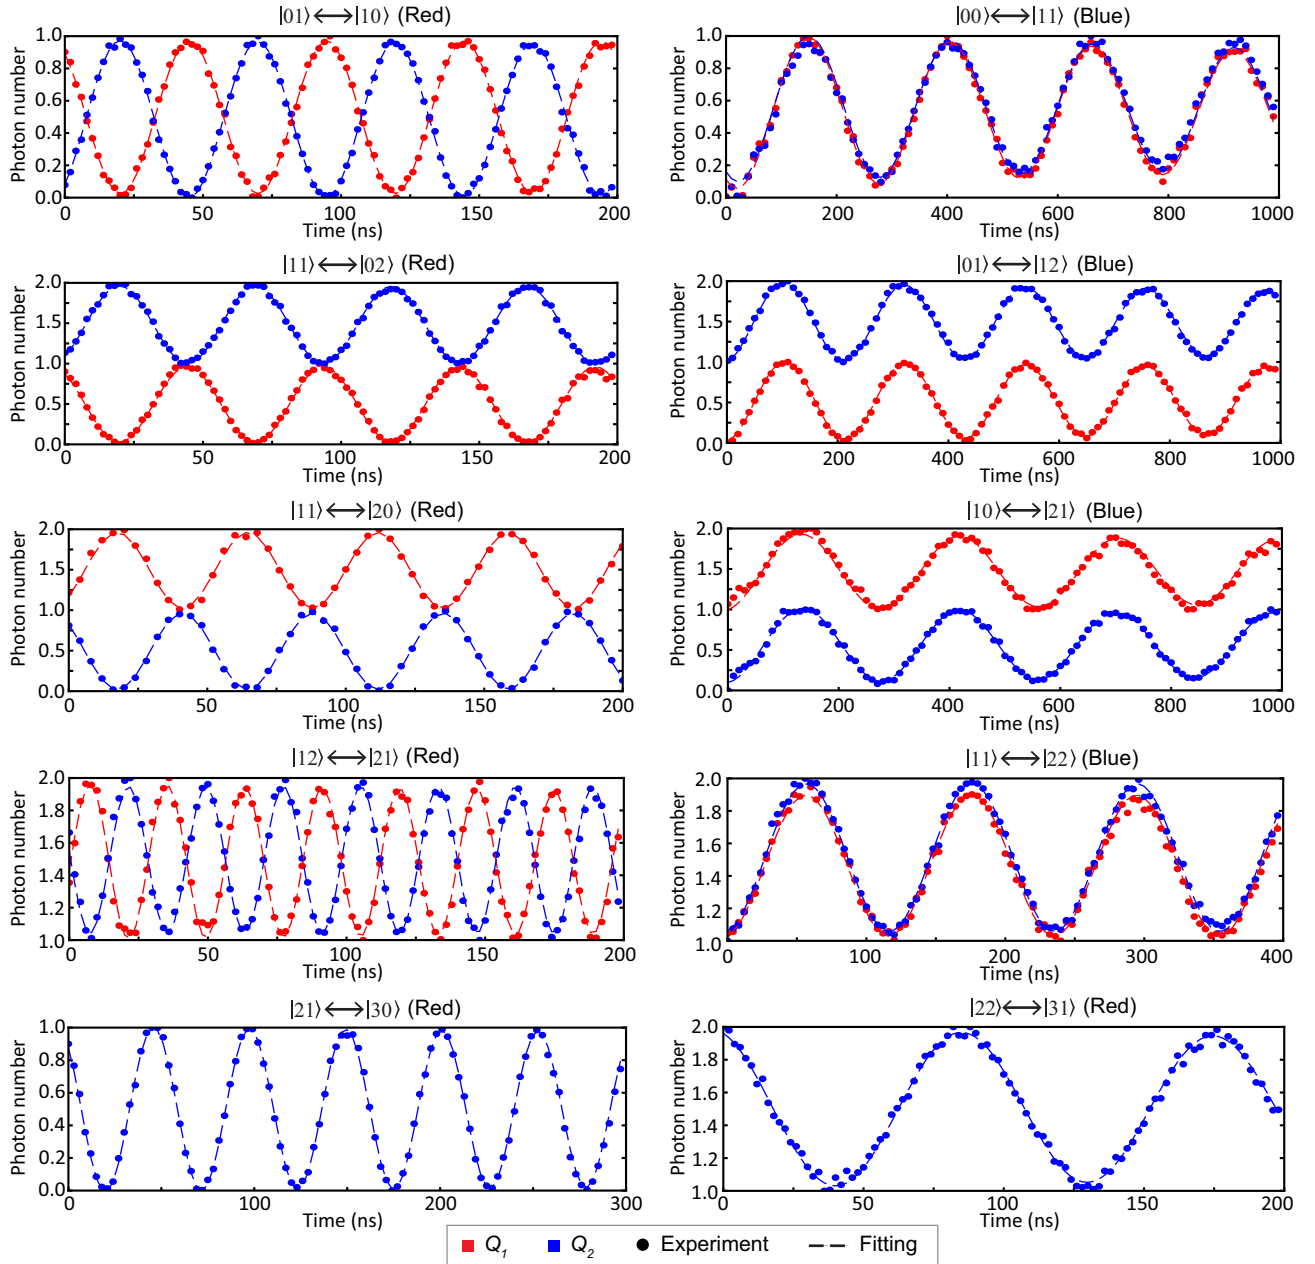 |01⟩⟷|10⟩ (Red)
Photon number
1.0
0.8
0.6
0.4
0.2
0.0
0 50 100 150 200
Time (ns)
|00⟩⟷|11⟩ (Blue)
Photon number
1.0
0.8
0.6
0.4
0.2
0.0
0 200 400 600 800 1000
Time (ns)
|11⟩⟷|02⟩ (Red)
Photon number
2.0
1.5
1.0
0.5
0.0
0 50 100 150 200
Time (ns)
|01⟩⟷|12⟩ (Blue)
Photon number
2.0
1.5
1.0
0.5
0.0
0 200 400 600 800 1000
Time (ns)
|11⟩⟷|20⟩ (Red)
Photon number
2.0
1.5
1.0
0.5
0.0
0 50 100 150 200
Time (ns)
|10⟩⟷|21⟩ (Blue)
Photon number
2.0
1.5
1.0
0.5
0.0
0 200 400 600 800 1000
Time (ns)
|12⟩⟷|21⟩ (Red)
Photon number
2.0
1.8
1.6
1.4
1.2
1.0
0 50 100 150 200
Time (ns)
|11⟩⟷|22⟩ (Blue)
Photon number
2.0
1.8
1.6
1.4
1.2
1.0
0 100 200 300 400
Time (ns)
|21⟩⟷|30⟩ (Red)
Photon number
1.0
0.8
0.6
0.4
0.2
0.0
0 100 200 300
Time (ns)
|22⟩⟷|31⟩ (Red)
Photon number
2.0
1.8
1.6
1.4
1.2
1.0
0 50 100 150 200
Time (ns)
Q₁ Q₂ Experiment Fitting